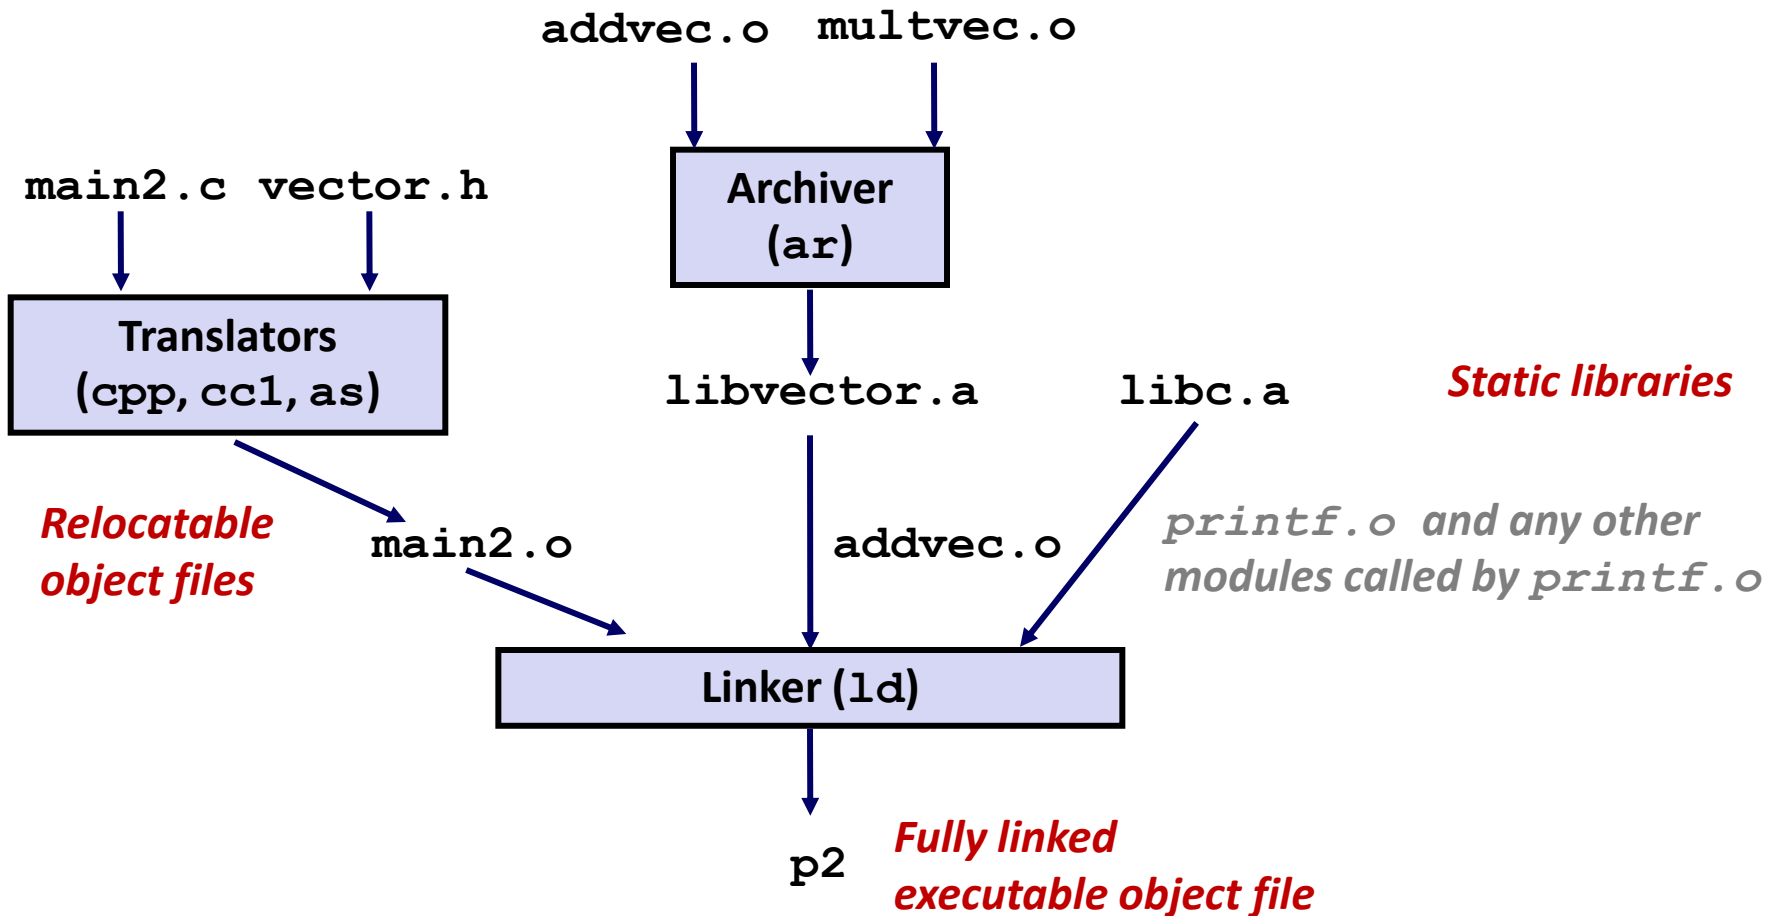 addvec.o multvec.o
main2.c vector.h
Archiver
(ar)
Translators
(cpp, cc1, as)
libvector.a
libc.a
Static libraries
Relocatable
object files
main2.o
addvec.o
printf.o and any other
modules called by printf.o
Linker (ld)
p2
Fully linked
executable object file